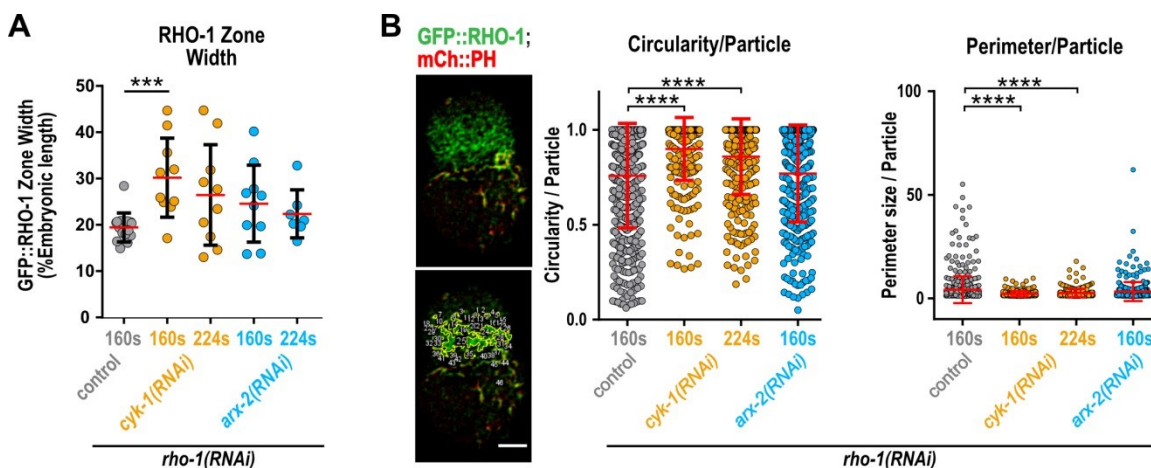 A
RHO-1 Zone
Width
GFP::RHO-1 Zone Width
(%Embryonic length)
50
40
30
20
10
0
***
160s
160s
224s
160s
224s
control
cyk-1(RNAi)
arx-2(RNAi)
rho-1(RNAi)
B
GFP::RHO-1;
mCh::PH
Circularity/Particle
Circularity / Particle
1.0
0.5
0.0
****
****
160s
160s
224s
160s
control
cyk-1(RNAi)
arx-2(RNAi)
Perimeter/Particle
Perimeter size / Particle
100
50
0
****
****
160s
160s
224s
160s
control
cyk-1(RNAi)
arx-2(RNAi)
rho-1(RNAi)